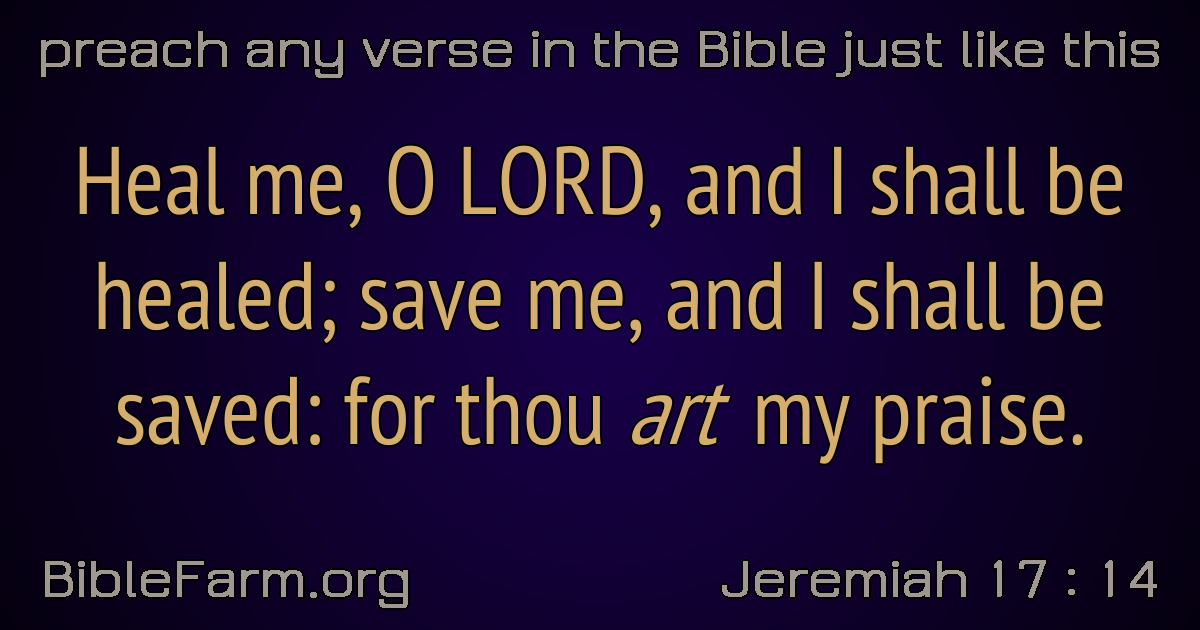 preach any verse in the Bible just like this
Heal me, O LORD, and I shall be
healed; save me, and I shall be
saved: for thou art my praise.
BibleFarm.org
Jeremiah 17 : 14